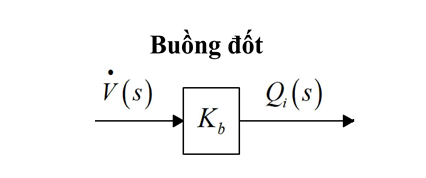 Buồng đốt
V̇(s)
K_b
Q_i(s)